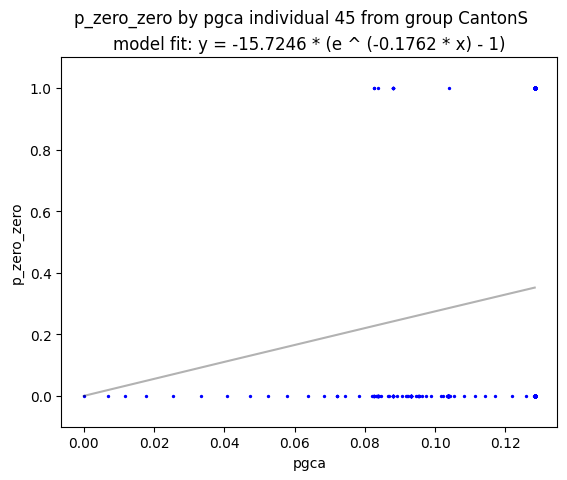 p_zero_zero by pgca individual 45 from group CantonS
model fit: y = -15.7246 * (e ^ (-0.1762 * x) - 1)
1.0
0.8
0.6
0.4
0.2
0.0
p_zero_zero
0.00 0.02 0.04 0.06 0.08 0.10 0.12
pgca